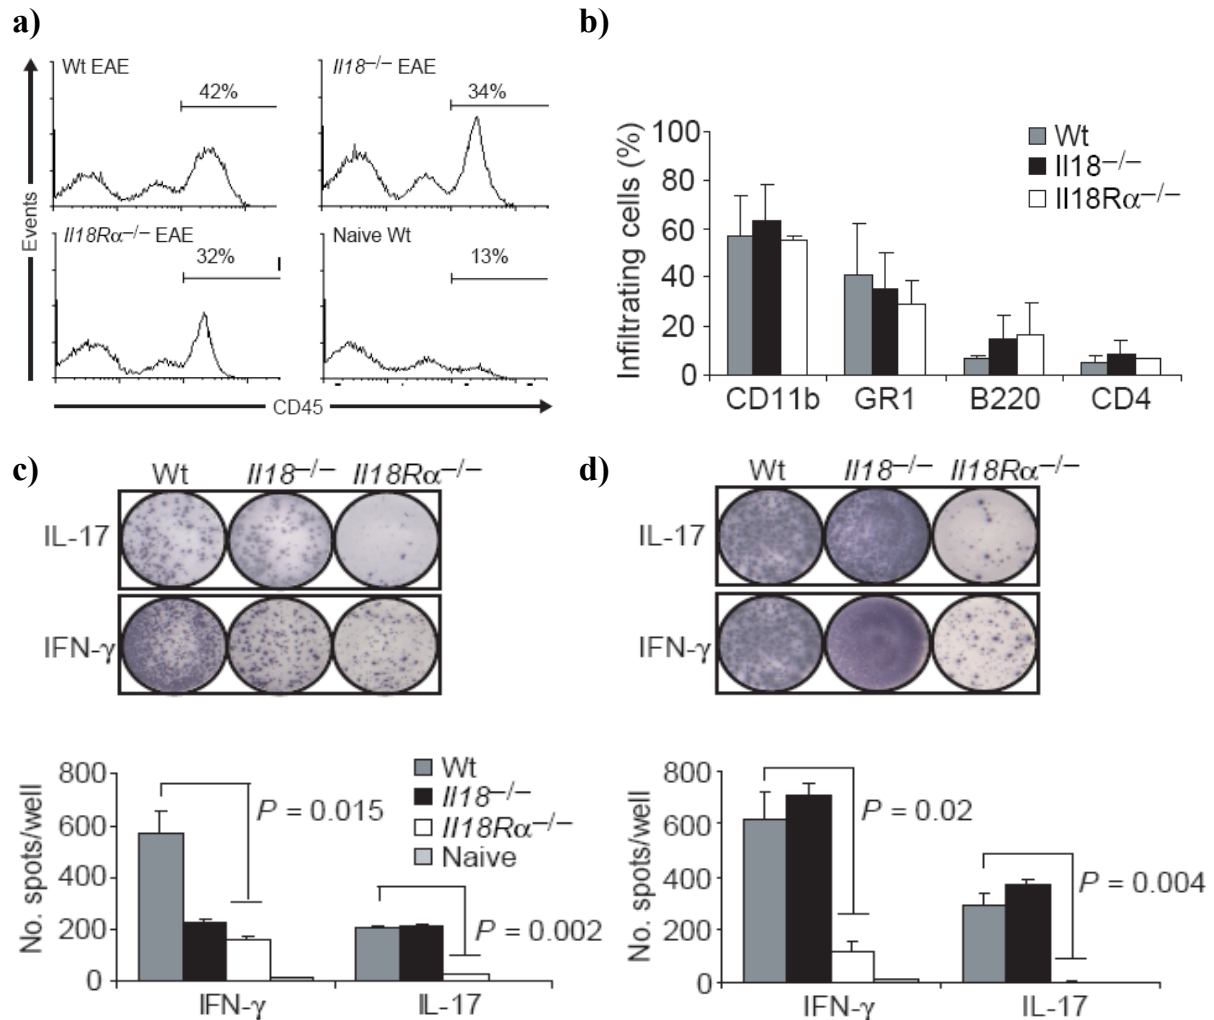 a)
Wt EAE
42%
Il18–/– EAE
34%
Il18Rα–/– EAE
32%
Naive Wt
13%
Events
CD45
b)
Infiltrating cells (%)
100
80
60
40
20
0
Wt
Il18–/–
Il18Rα–/–
CD11b GR1 B220 CD4
c)
Wt Il18–/– Il18Rα–/–
IL-17
IFN-γ
No. spots/well
800
600
400
200
0
Wt
Il18–/–
Il18Rα–/–
Naive
P = 0.015
P = 0.002
IFN-γ IL-17
d)
Wt Il18–/– Il18Rα–/–
IL-17
IFN-γ
No. spots/well
800
600
400
200
0
P = 0.02
P = 0.004
IFN-γ IL-17